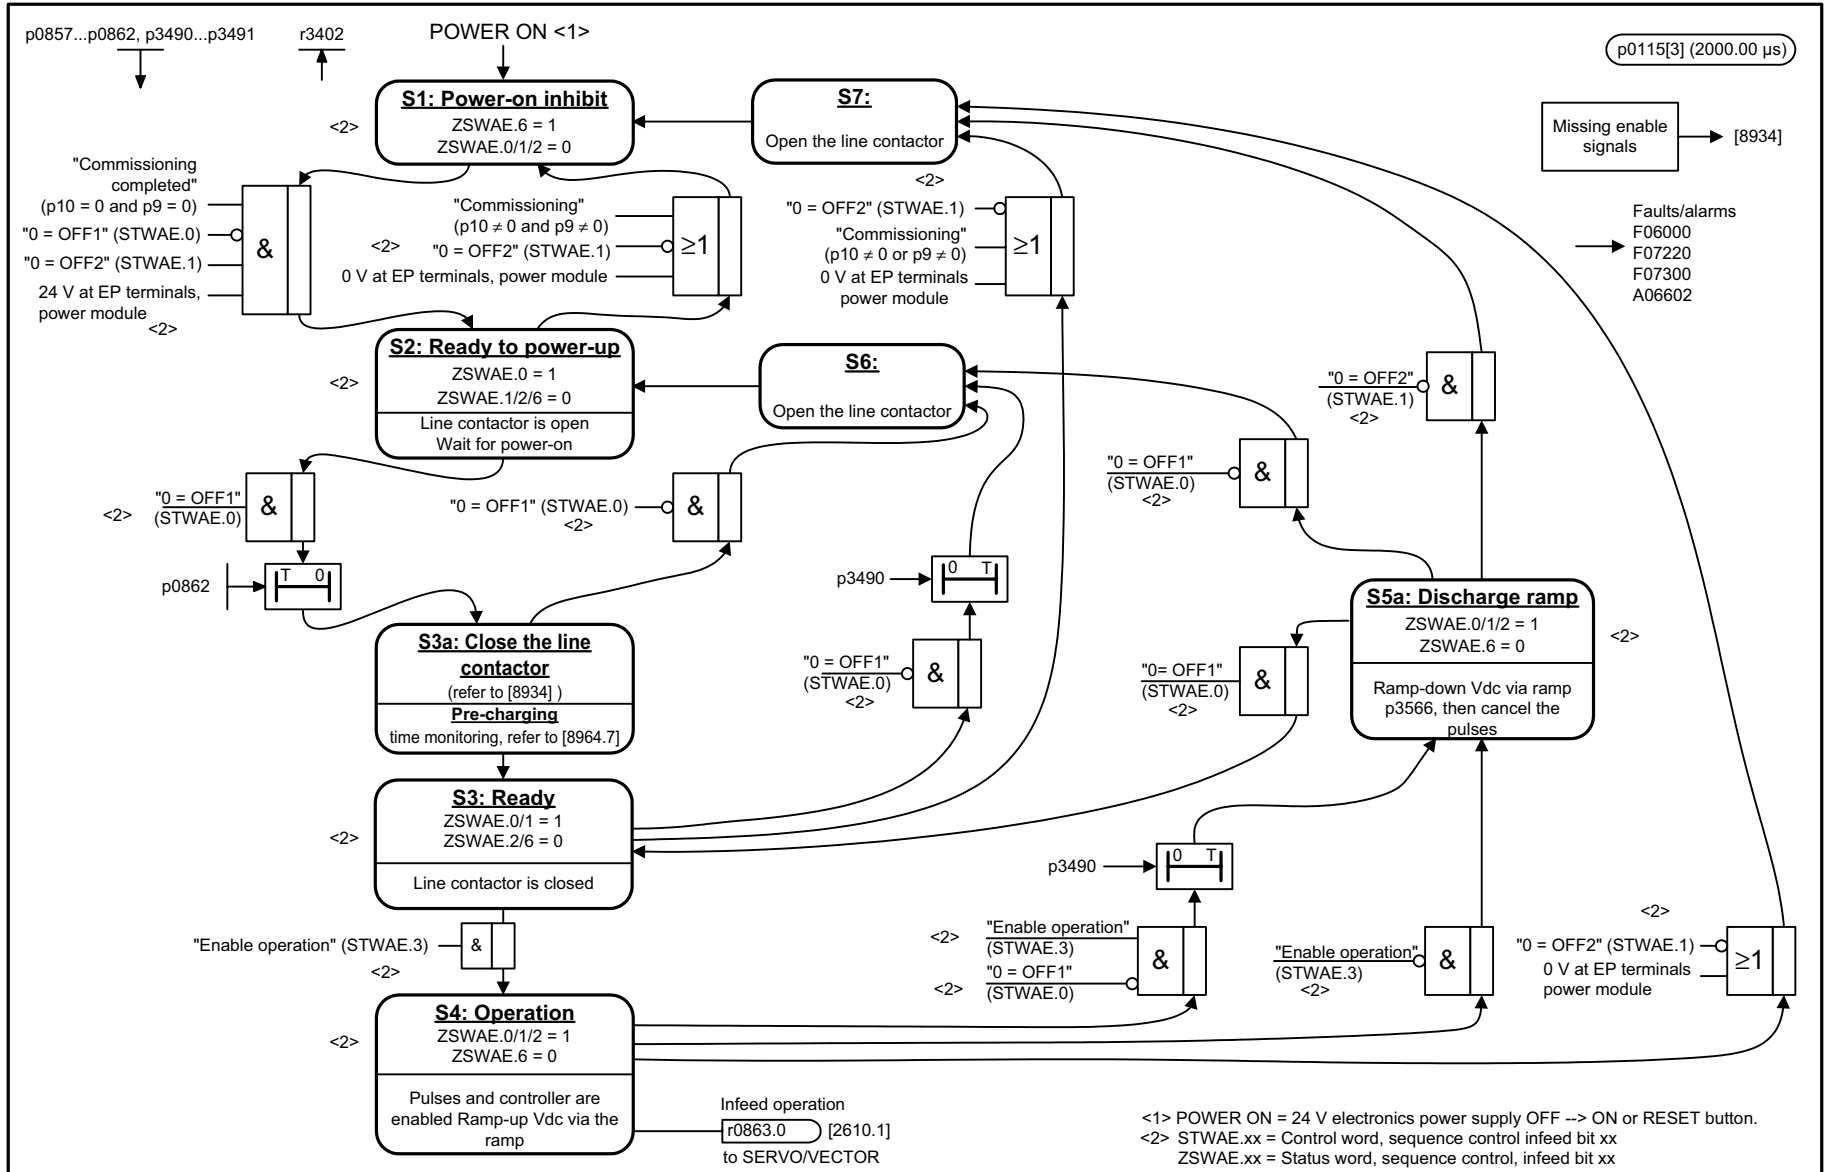 p0857...p0862, p3490...p3491
r3402
POWER ON <1>
p0115[3] (2000.00 µs)
S1: Power-on inhibit
ZSWAE.6 = 1
ZSWAE.0/1/2 = 0
<2>
S7:
Open the line contactor
<2>
Missing enable
signals
[8934]
Faults/alarms
F06000
F07220
F07300
A06602
"Commissioning
completed"
(p10 = 0 and p9 = 0)
"0 = OFF1" (STWAE.0)
"0 = OFF2" (STWAE.1)
24 V at EP terminals,
power module
<2>
&
"Commissioning"
(p10 ≠ 0 and p9 ≠ 0)
<2>
"0 = OFF2" (STWAE.1)
0 V at EP terminals, power module
≥1
"0 = OFF2" (STWAE.1)
"Commissioning"
(p10 ≠ 0 or p9 ≠ 0)
0 V at EP terminals
power module
≥1
S2: Ready to power-up
ZSWAE.0 = 1
ZSWAE.1/2/6 = 0
Line contactor is open
Wait for power-on
<2>
S6:
Open the line contactor
"0 = OFF2"
(STWAE.1)
<2>
&
"0 = OFF1"
(STWAE.0)
<2>
&
<2>
"0 = OFF1"
(STWAE.0)
&
"0 = OFF1" (STWAE.0)
<2>
&
p0862
T 0
p3490
0 T
S5a: Discharge ramp
ZSWAE.0/1/2 = 1
ZSWAE.6 = 0
Ramp-down Vdc via ramp
p3566, then cancel the
pulses
<2>
S3a: Close the line
contactor
(refer to [8934] )
Pre-charging
time monitoring, refer to [8964.7]
"0 = OFF1"
(STWAE.0)
<2>
&
"0= OFF1"
(STWAE.0)
<2>
&
S3: Ready
ZSWAE.0/1 = 1
ZSWAE.2/6 = 0
Line contactor is closed
<2>
p3490
0 T
"Enable operation" (STWAE.3)
<2>
&
<2>
"Enable operation"
(STWAE.3)
<2>
"0 = OFF1"
(STWAE.0)
&
"Enable operation"
(STWAE.3)
<2>
&
<2>
"0 = OFF2" (STWAE.1)
0 V at EP terminals
power module
≥1
S4: Operation
ZSWAE.0/1/2 = 1
ZSWAE.6 = 0
Pulses and controller are
enabled Ramp-up Vdc via the
ramp
<2>
Infeed operation
r0863.0
[2610.1]
to SERVO/VECTOR
<1> POWER ON = 24 V electronics power supply OFF --> ON or RESET button.
<2> STWAE.xx = Control word, sequence control infeed bit xx
ZSWAE.xx = Status word, sequence control, infeed bit xx